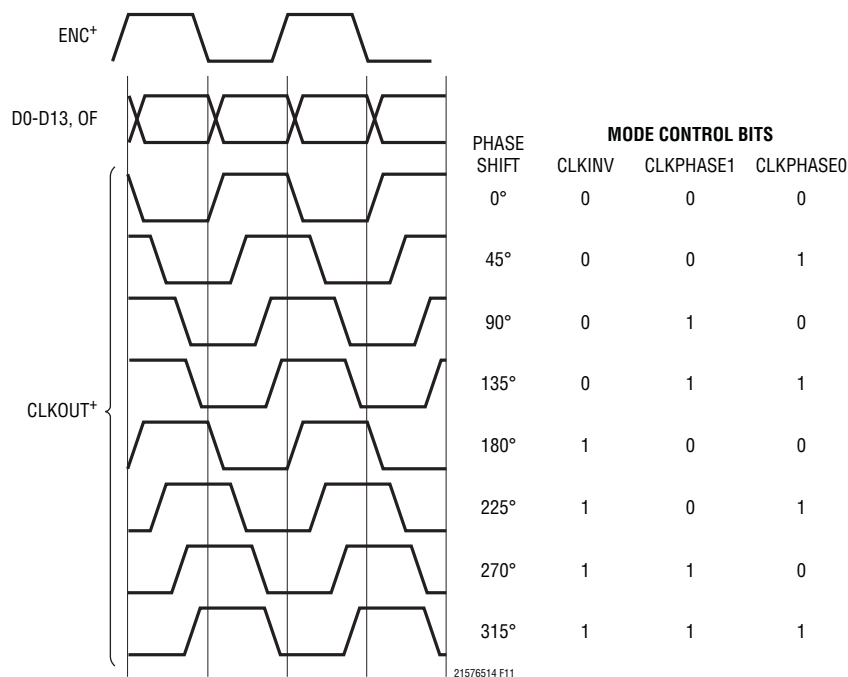 ENC+
D0-D13, OF
CLKOUT+
PHASE
SHIFT
MODE CONTROL BITS
CLKINV CLKPHASE1 CLKPHASE0
0° 0 0 0
45° 0 0 1
90° 0 1 0
135° 0 1 1
180° 1 0 0
225° 1 0 1
270° 1 1 0
315° 1 1 1
21576514 F11